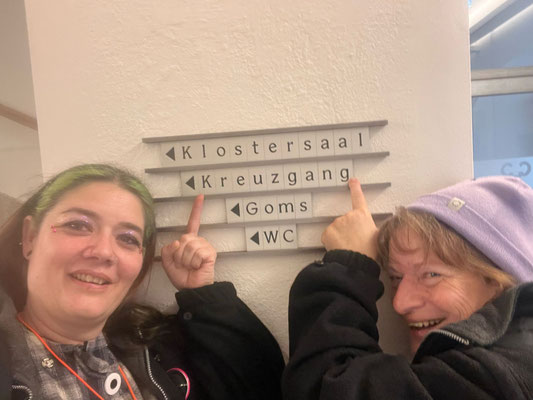 ◀Klostersaal
◀Kreuzgang
◀Goms
◀WC